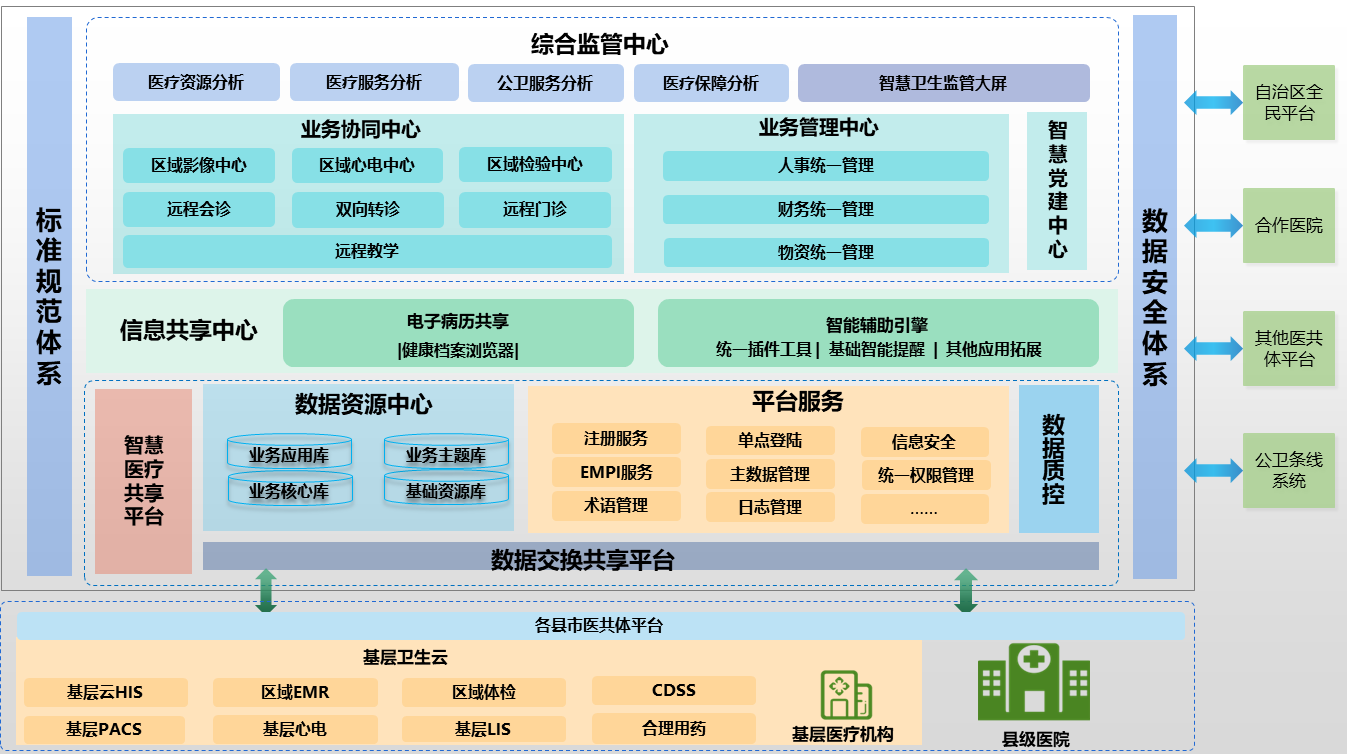 标准规范体系
综合监管中心
医疗资源分析
医疗服务分析
公卫服务分析
医疗保障分析
智慧卫生监管大屏
业务协同中心
区域影像中心
区域心电中心
区域检验中心
远程会诊
双向转诊
远程门诊
远程教学
业务管理中心
人事统一管理
财务统一管理
物资统一管理
智慧党建中心
信息共享中心
电子病历共享
|健康档案浏览器|
智能辅助引擎
统一插件工具| 基础智能提醒 | 其他应用拓展
智慧
医疗
共享
平台
数据资源中心
业务应用库
业务主题库
业务核心库
基础资源库
平台服务
注册服务
单点登陆
信息安全
EMPI服务
主数据管理
统一权限管理
术语管理
日志管理
……
数据质控
数据交换共享平台
数据安全体系
自治区全
民平台
合作医院
其他医共
体平台
公卫条线
系统
各县市医共体平台
基层卫生云
基层云HIS
区域EMR
区域体检
CDSS
基层PACS
基层心电
基层LIS
合理用药
基层医疗机构
县级医院